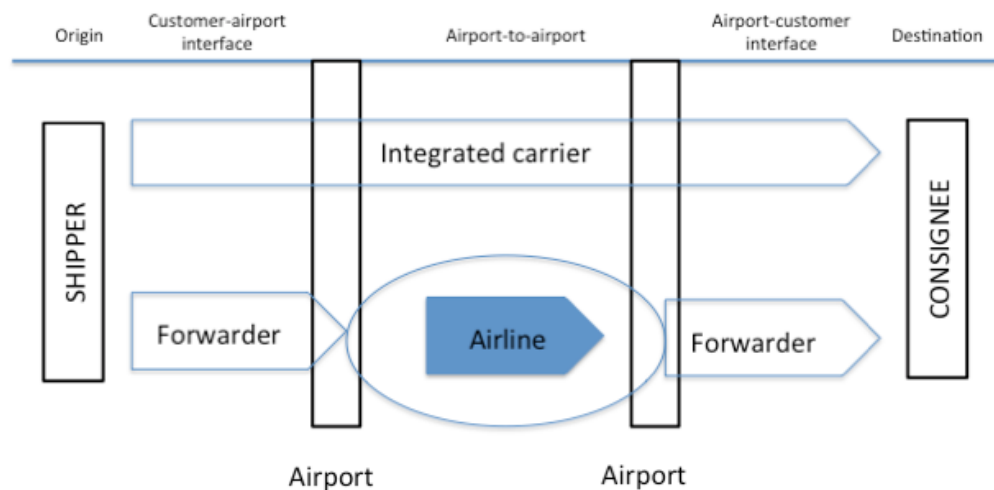 Origin
Customer-airport
interface
Airport-to-airport
Airport-customer
interface
Destination
SHIPPER
Integrated carrier
CONSIGNEE
Forwarder
Airline
Forwarder
Airport
Airport